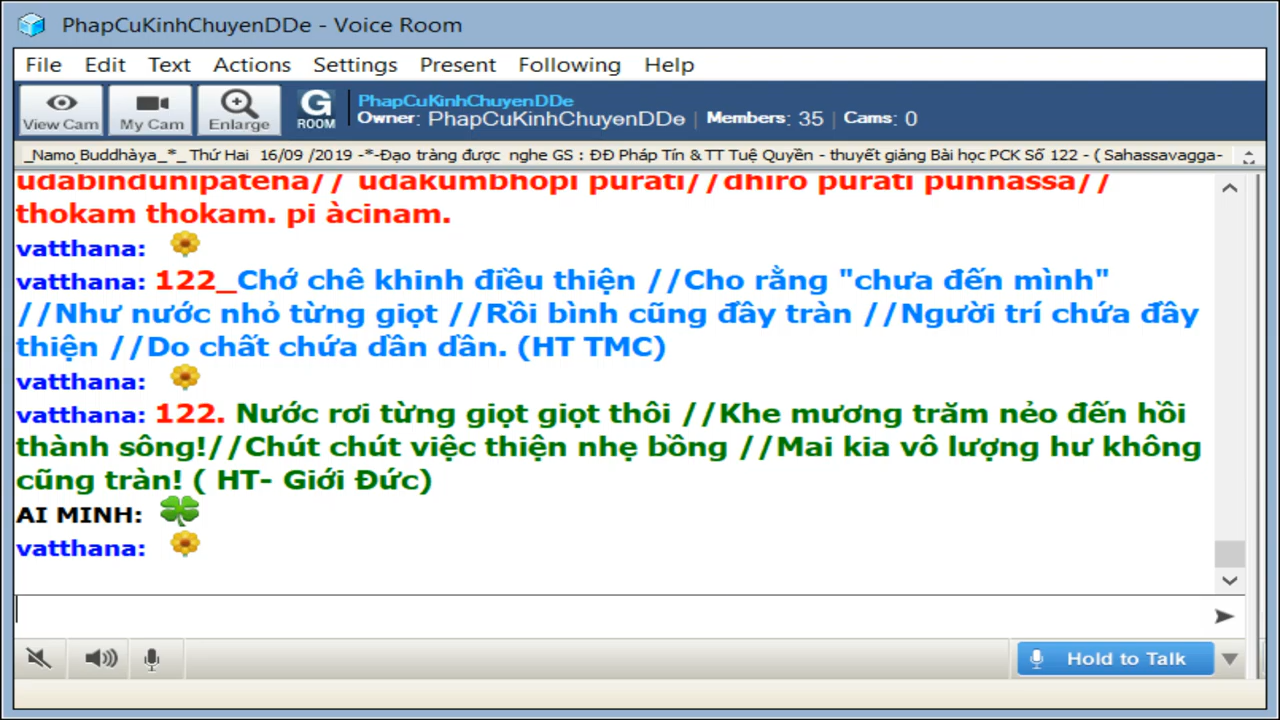 PhapCuKinhChuyenDDe - Voice Room
File Edit Text Actions Settings Present Following Help
View Cam My Cam Enlarge G ROOM PhapCuKinhChuyenDDe
Owner: PhapCuKinhChuyenDDe | Members: 35 | Cams: 0
_Namo Buddhàya_*_ Thứ Hai 16/09 /2019 -*-Đạo tràng được nghe GS : ĐĐ Pháp Tín & TT Tuệ Quyền - thuyết giảng Bài học PCK Số 122 - ( Sahassavagga-
udabindunipatena// udakumbhopi purati//dhiro purati punnassa//
thokam thokam. pi àcinam.
vatthana:
vatthana: 122_Chớ chê khinh điều thiện //Cho rằng "chưa đến mình"
//Như nước nhỏ từng giọt //Rồi bình cũng đầy tràn //Người trí chứa đầy
thiện //Do chất chứa dần dần. (HT TMC)
vatthana:
vatthana: 122. Nước rơi từng giọt giọt thôi //Khe mương trăm nẻo đến hồi
thành sông!//Chút chút việc thiện nhẹ bồng //Mai kia vô lượng hư không
cũng tràn! ( HT- Giới Đức)
AI MINH:
vatthana:
Hold to Talk